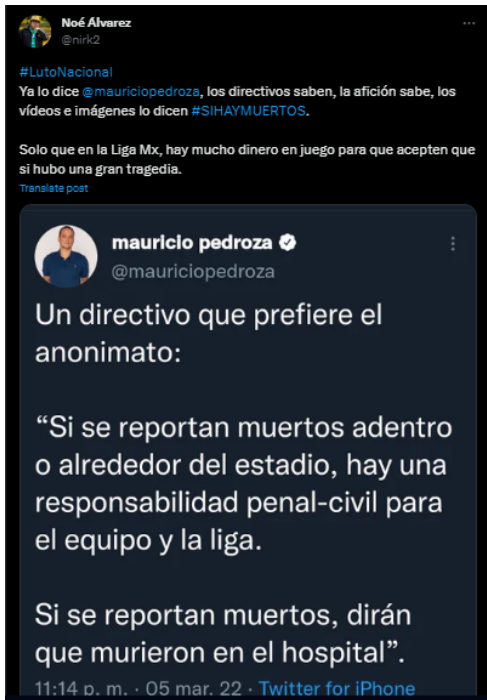 Noé Álvarez
@nirk2
#LutoNacional
Ya lo dice @mauriciopedroza, los directivos saben, la afición sabe, los
vídeos e imágenes lo dicen #SIHAYMUERTOS.
Solo que en la Liga Mx, hay mucho dinero en juego para que acepten que
si hubo una gran tragedia.
Translate post
mauricio pedroza
@mauriciopedroza
Un directivo que prefiere el
anonimato:
“Si se reportan muertos adentro
o alrededor del estadio, hay una
responsabilidad penal-civil para
el equipo y la liga.
Si se reportan muertos, dirán
que murieron en el hospital”.
11:14 p. m. · 05 mar. 22 · Twitter for iPhone